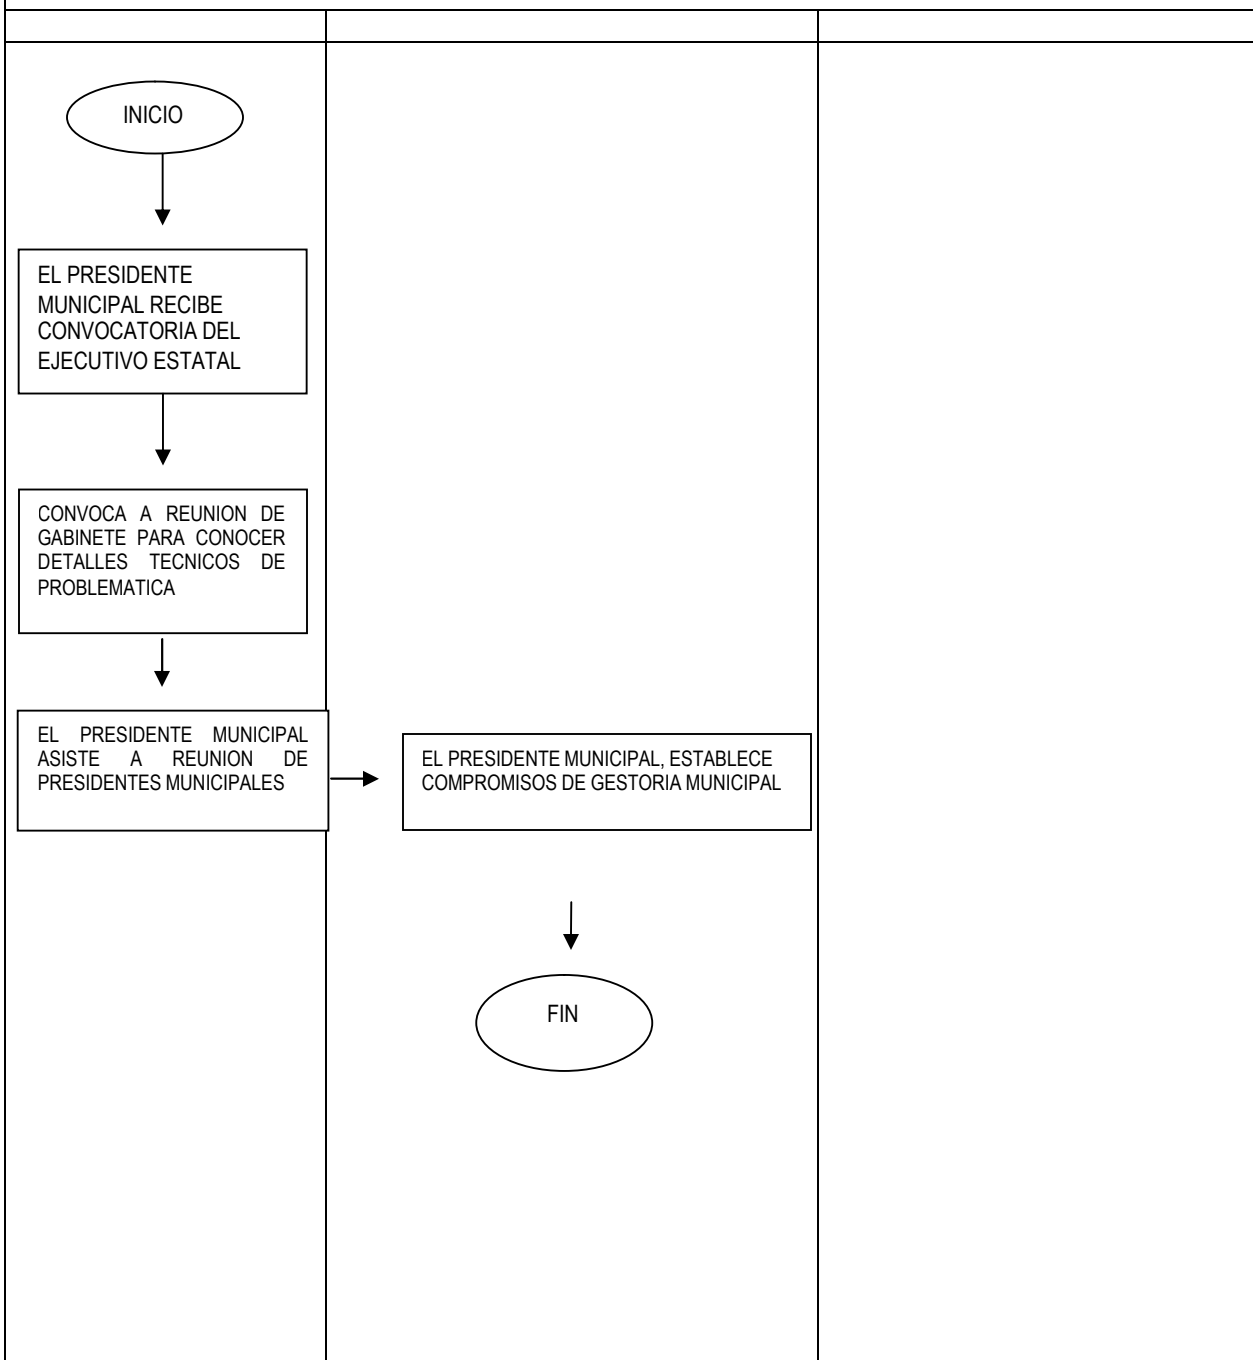 INICIO
EL PRESIDENTE
MUNICIPAL RECIBE
CONVOCATORIA DEL
EJECUTIVO ESTATAL
CONVOCA A REUNION DE
GABINETE PARA CONOCER
DETALLES TECNICOS DE
PROBLEMATICA
EL PRESIDENTE MUNICIPAL
ASISTE A REUNION DE
PRESIDENTES MUNICIPALES
EL PRESIDENTE MUNICIPAL, ESTABLECE
COMPROMISOS DE GESTORIA MUNICIPAL
FIN